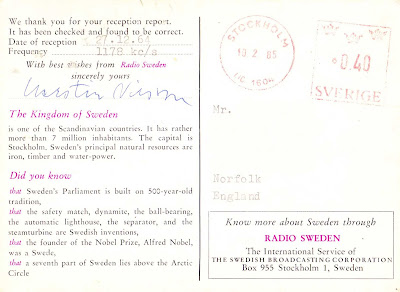 We thank you for your reception report.
It has been checked and found to be correct.
Date of reception 27.12.64
Frequency 1178 kc/s
With best wishes from Radio Sweden
sincerely yours
The Kingdom of Sweden
is one of the Scandinavian countries. It has rather
more than 7 million inhabitants. The capital is
Stockholm. Sweden's principal natural resources are
iron, timber and water-power.
Did you know
that Sweden's Parliament is built on 500-year-old
tradition,
that the safety match, dynamite, the ball-bearing,
the automatic lighthouse, the separator, and the
steamturbine are Swedish inventions,
that the founder of the Nobel Prize, Alfred Nobel,
was a Swede,
that a seventh part of Sweden lies above the Arctic
Circle
STOCKHOLM
SVERIGE
0.40
Mr.
Norfolk
England
Know more about Sweden through
RADIO SWEDEN
The International Service of
THE SWEDISH BROADCASTING CORPORATION
Box 955 Stockholm 1, Sweden